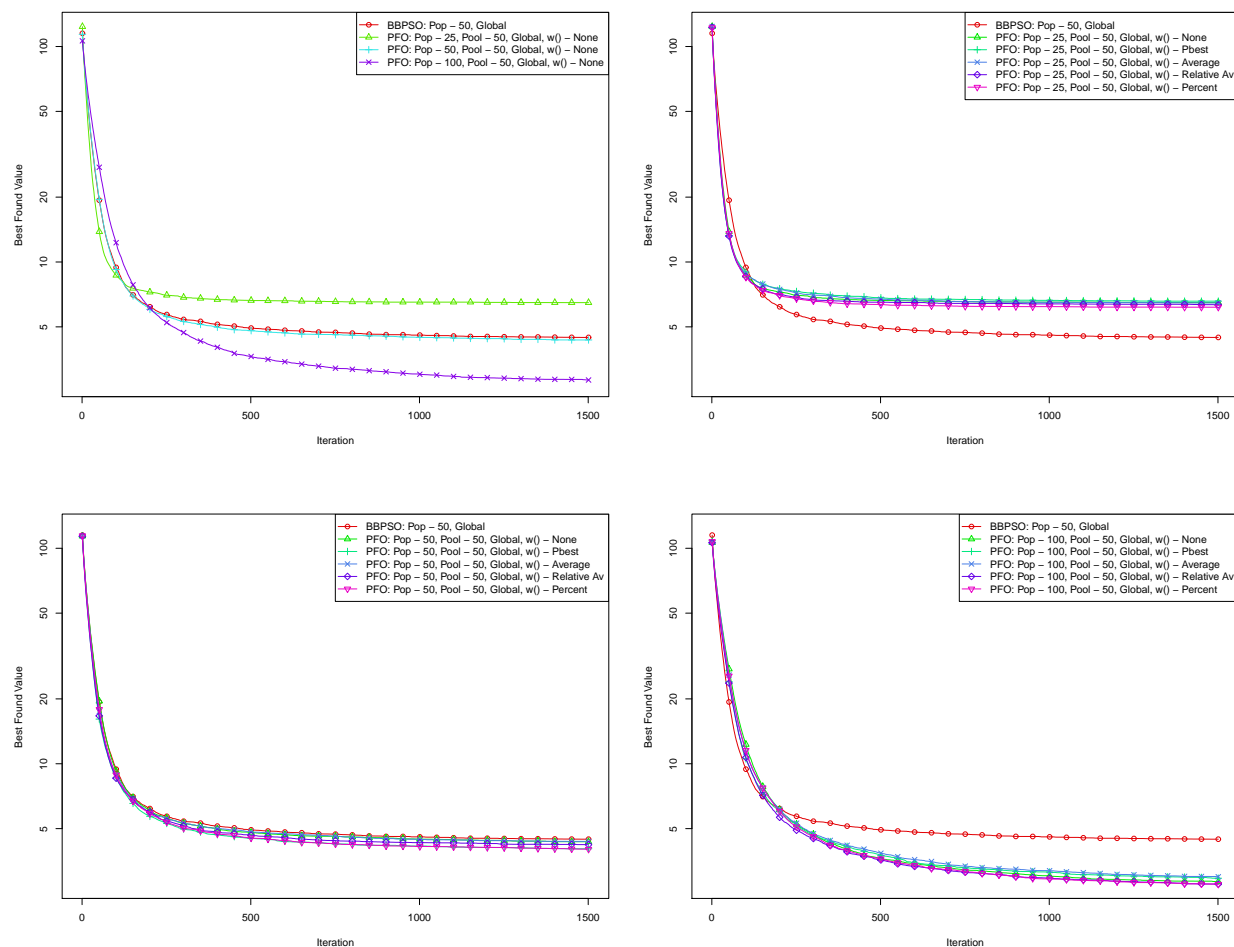 BBPSO: Pop − 50, Global
PFO: Pop − 25, Pool − 50, Global, w() − None
PFO: Pop − 50, Pool − 50, Global, w() − None
PFO: Pop − 100, Pool − 50, Global, w() − None
100
50
20
10
5
Best Found Value
0
500
1000
1500
Iteration
BBPSO: Pop − 50, Global
PFO: Pop − 25, Pool − 50, Global, w() − None
PFO: Pop − 25, Pool − 50, Global, w() − Pbest
PFO: Pop − 25, Pool − 50, Global, w() − Average
PFO: Pop − 25, Pool − 50, Global, w() − Relative Av
PFO: Pop − 25, Pool − 50, Global, w() − Percent
100
50
20
10
5
Best Found Value
0
500
1000
1500
Iteration
BBPSO: Pop − 50, Global
PFO: Pop − 50, Pool − 50, Global, w() − None
PFO: Pop − 50, Pool − 50, Global, w() − Pbest
PFO: Pop − 50, Pool − 50, Global, w() − Average
PFO: Pop − 50, Pool − 50, Global, w() − Relative Av
PFO: Pop − 50, Pool − 50, Global, w() − Percent
100
50
20
10
5
Best Found Value
0
500
1000
1500
Iteration
BBPSO: Pop − 50, Global
PFO: Pop − 100, Pool − 50, Global, w() − None
PFO: Pop − 100, Pool − 50, Global, w() − Pbest
PFO: Pop − 100, Pool − 50, Global, w() − Average
PFO: Pop − 100, Pool − 50, Global, w() − Relative Av
PFO: Pop − 100, Pool − 50, Global, w() − Percent
100
50
20
10
5
Best Found Value
0
500
1000
1500
Iteration